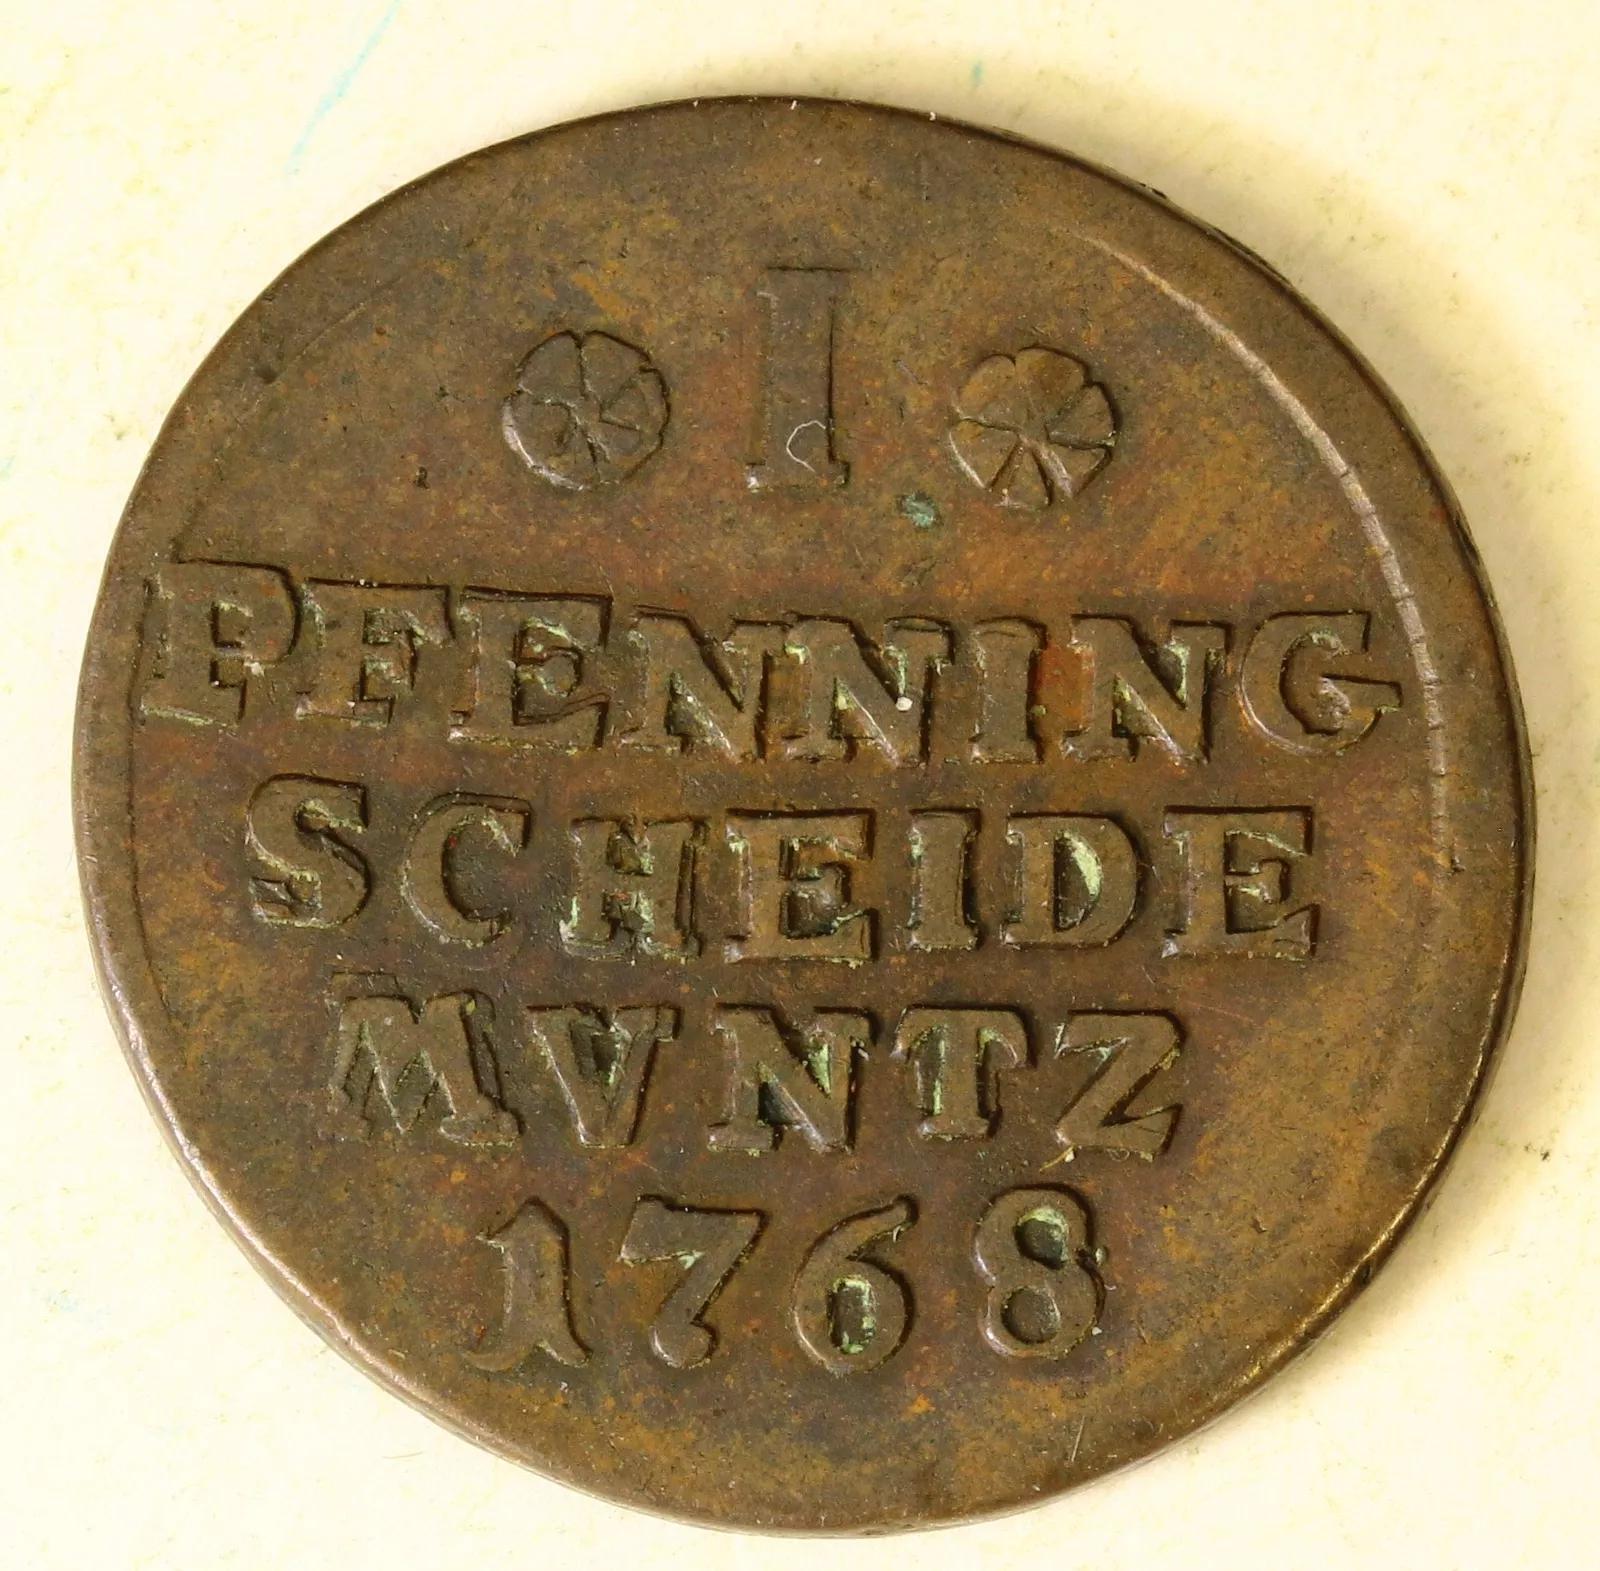 I
PFENNING
SCHEIDE
MVNTZ
1768